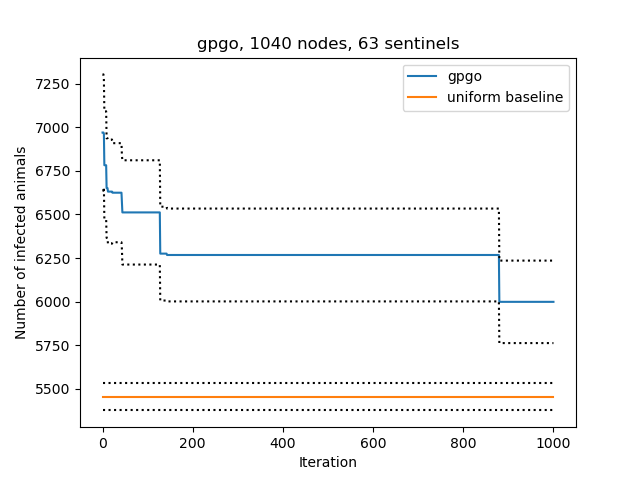 gpgo, 1040 nodes, 63 sentinels
gpgo
uniform baseline
Number of infected animals
7250
7000
6750
6500
6250
6000
5750
5500
0 200 400 600 800 1000
Iteration